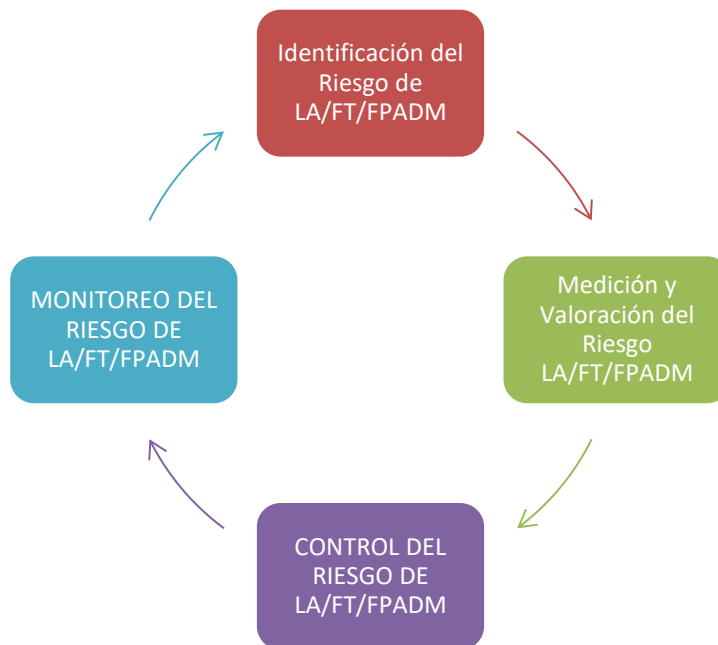 Identificación del
Riesgo de
LA/FT/FPADM
Medición y
Valoración del
Riesgo
LA/FT/FPADM
CONTROL DEL
RIESGO DE
LA/FT/FPADM
MONITOREO DEL
RIESGO DE
LA/FT/FPADM